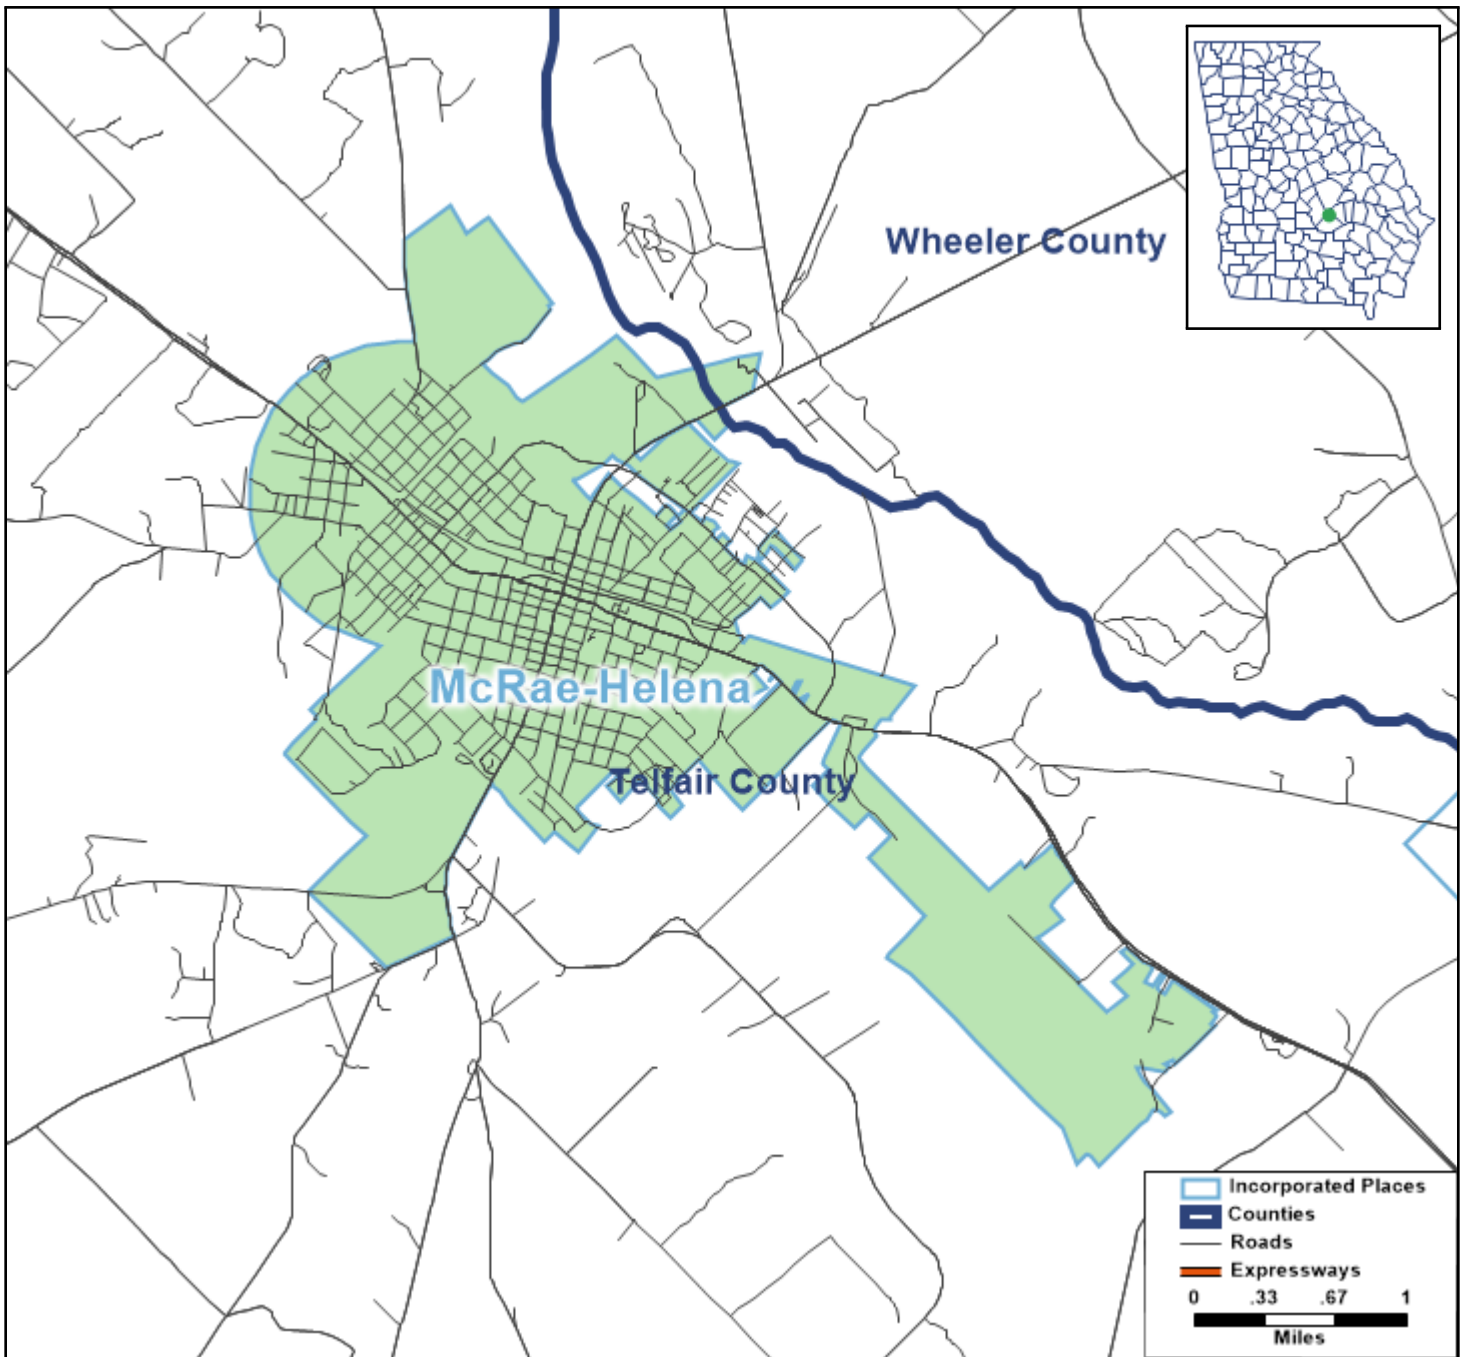 Wheeler County
McRae-Helena
Telfair County
Incorporated Places
Counties
Roads
Expressways
0 .33 .67 1
Miles